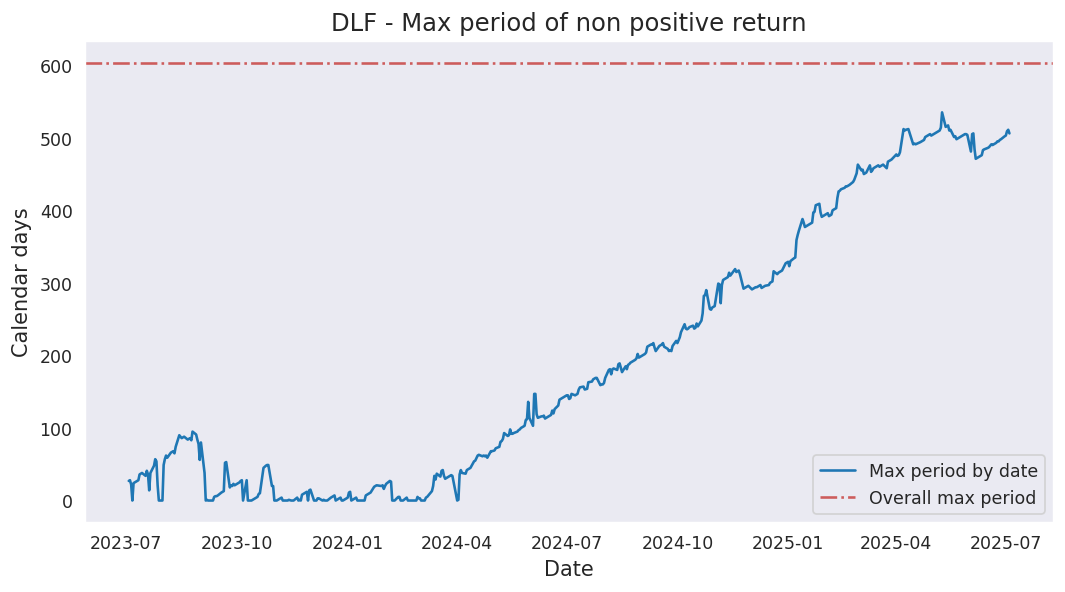 DLF - Max period of non positive return
Calendar days
600
500
400
300
200
100
0
2023-07 2023-10 2024-01 2024-04 2024-07 2024-10 2025-01 2025-04 2025-07
Date
Max period by date
Overall max period